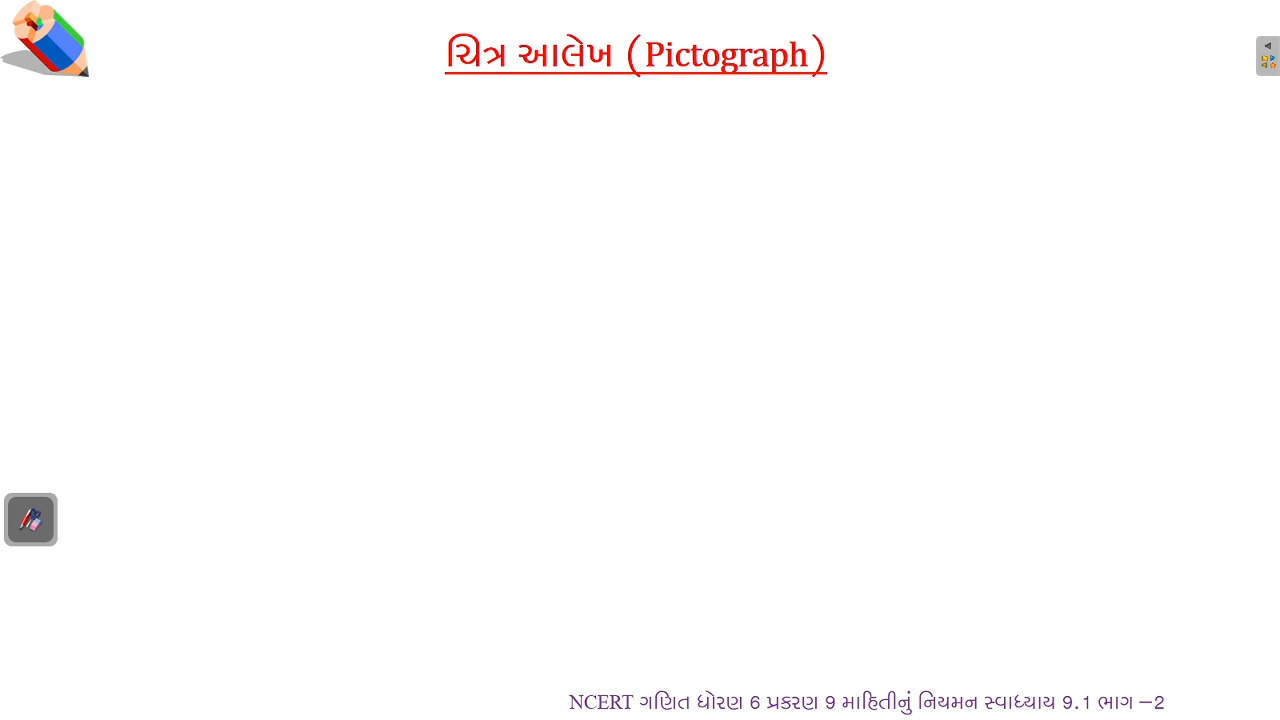 ચિત્ર આલેખ (Pictograph)
NCERT ગણિત ધોરણ 6 પ્રકરણ 9 માહિતીનું નિયમન સ્વાધ્યાય 9.1 ભાગ –2